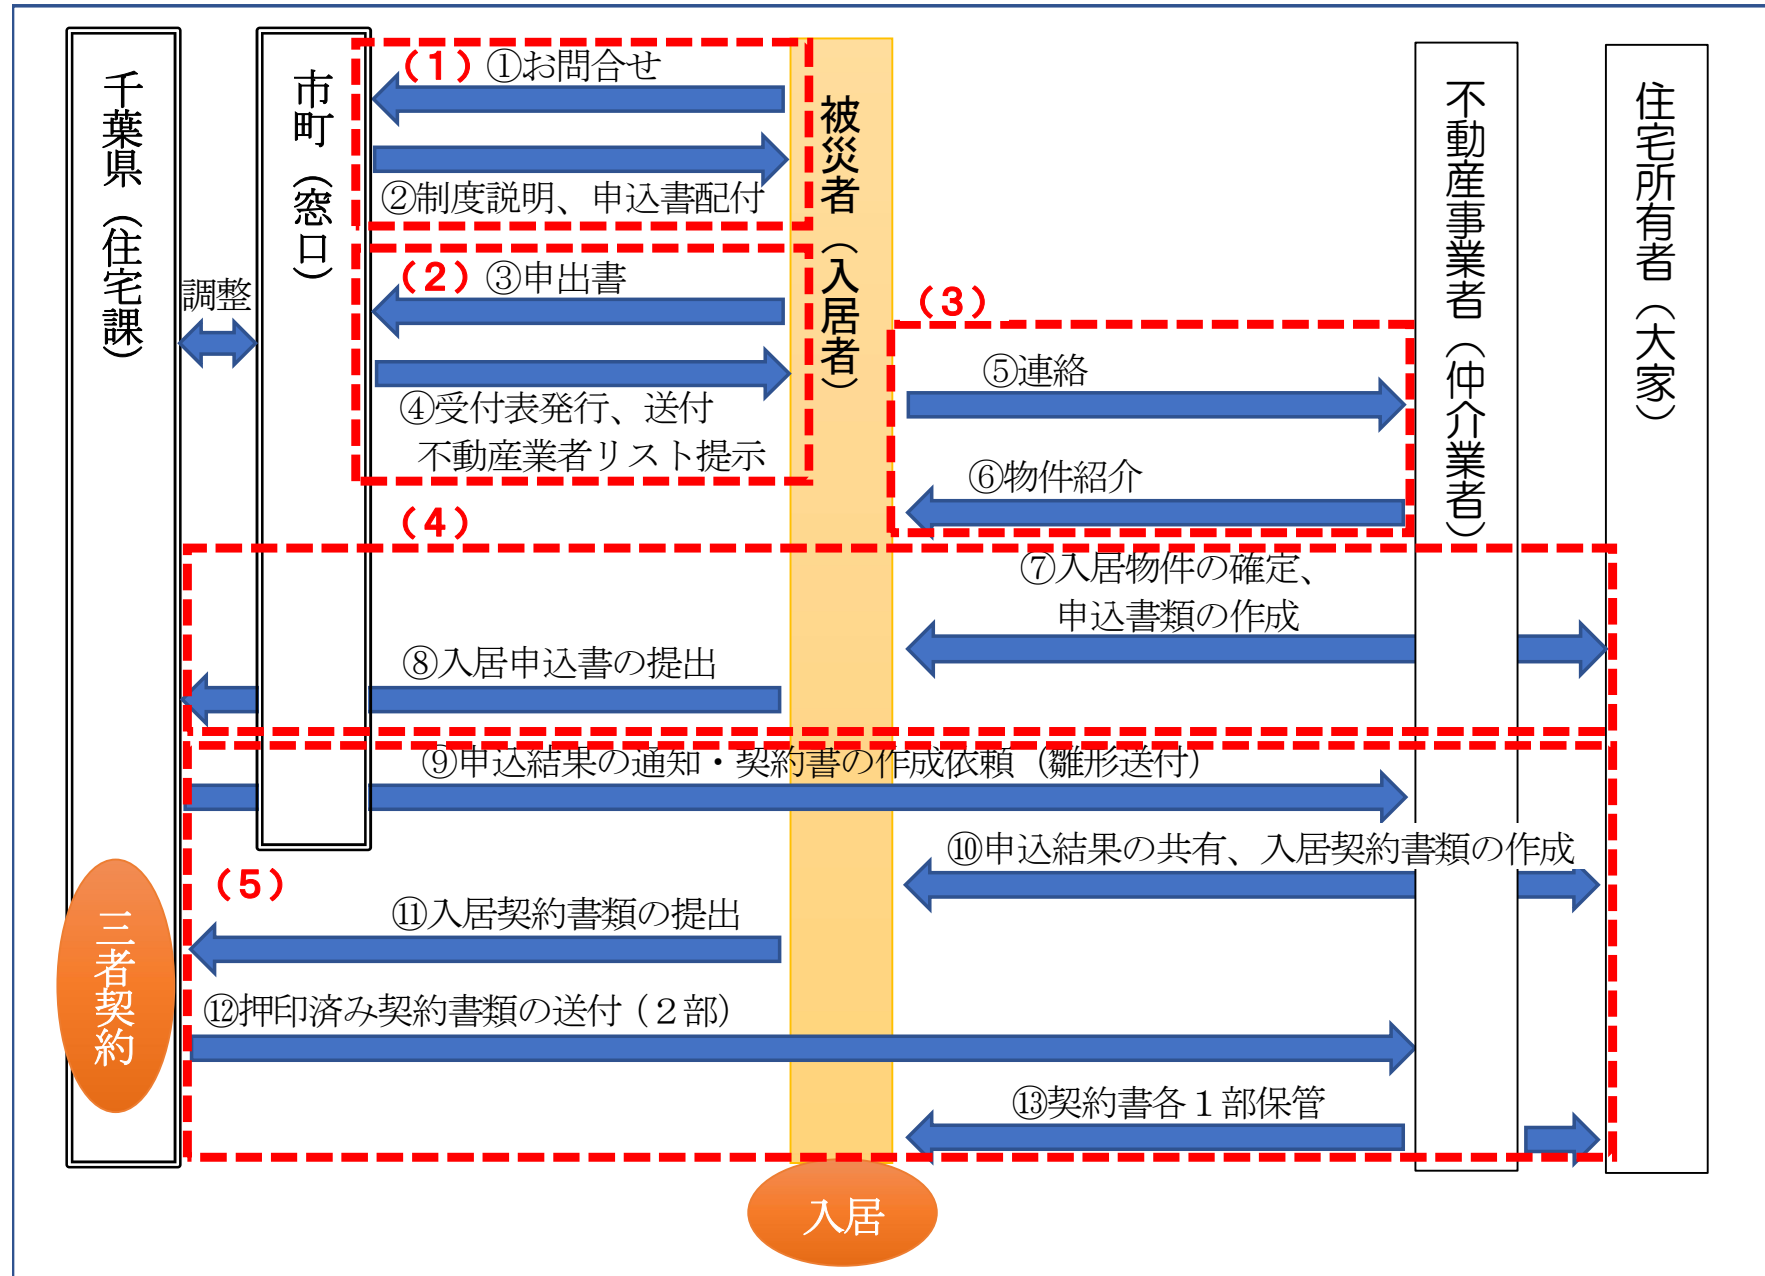 千葉県（住宅課）
市町（窓口）
被災者（入居者）
不動産事業者（仲介業者）
住宅所有者（大家）
調整
（1）①お問合せ
②制度説明、申込書配付
（2）③申出書
④受付表発行、送付
不動産業者リスト提示
（3）
⑤連絡
⑥物件紹介
（4）
⑦入居物件の確定、
申込書類の作成
⑧入居申込書の提出
⑨申込結果の通知・契約書の作成依頼（雛形送付）
⑩申込結果の共有、入居契約書類の作成
（5）
⑪入居契約書類の提出
三者契約
⑫押印済み契約書類の送付（２部）
⑬契約書各１部保管
入居